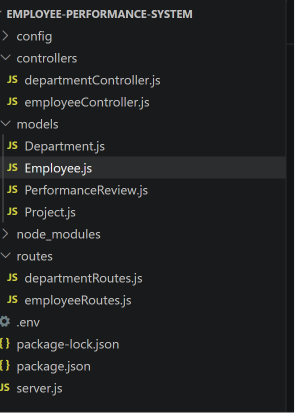 EMPLOYEE-PERFORMANCE-SYSTEM
config
controllers
JS departmentController.js
JS employeeController.js
models
JS Department.js
JS Employee.js
JS PerformanceReview.js
JS Project.js
node_modules
routes
JS departmentRoutes.js
JS employeeRoutes.js
.env
{} package-lock.json
{} package.json
JS server.js